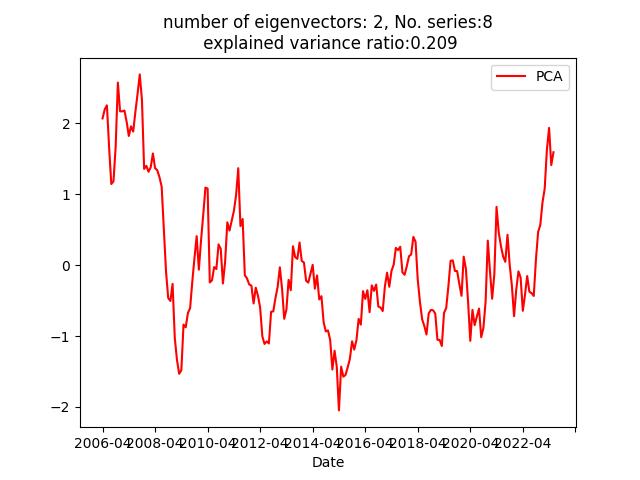 number of eigenvectors: 2, No. series:8
explained variance ratio:0.209
PCA
2
1
0
−1
−2
2006-04 2008-04 2010-04 2012-04 2014-04 2016-04 2018-04 2020-04 2022-04
Date